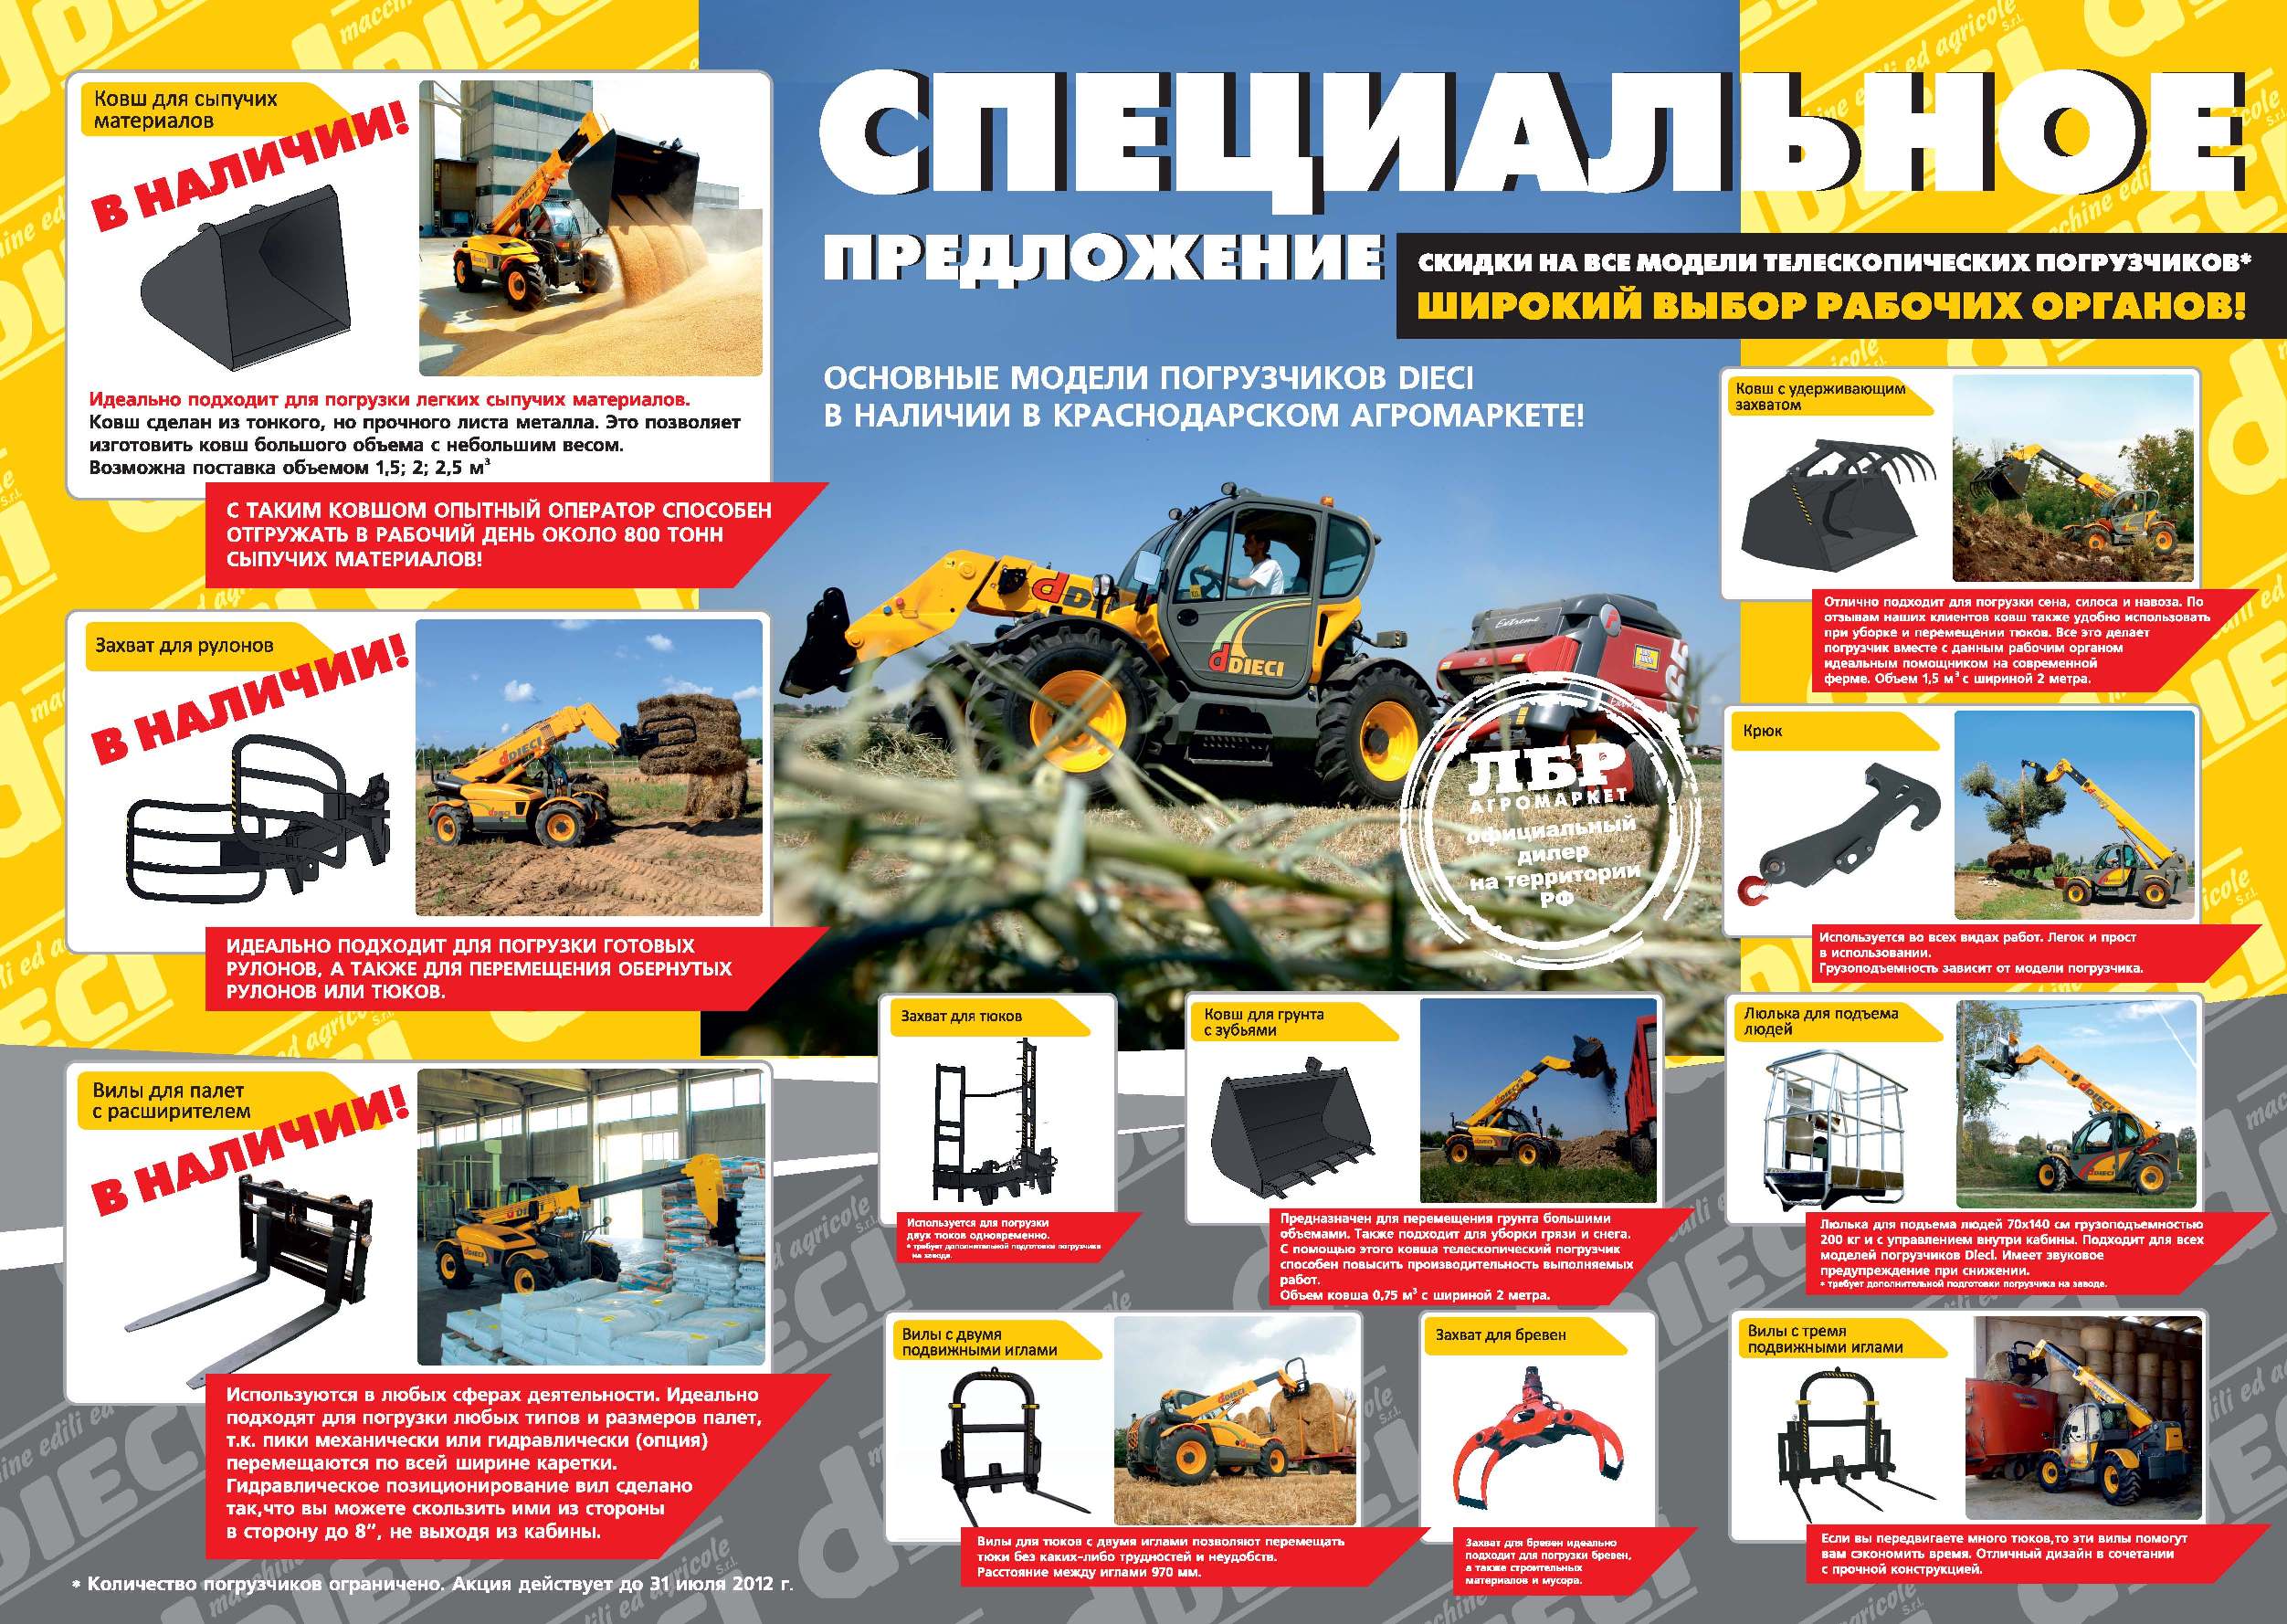 СПЕЦИАЛЬНОЕ
ПРЕДЛОЖЕНИЕ
СКИДКИ НА ВСЕ МОДЕЛИ ТЕЛЕСКОПИЧЕСКИХ ПОГРУЗЧИКОВ*
ШИРОКИЙ ВЫБОР РАБОЧИХ ОРГАНОВ!
ОСНОВНЫЕ МОДЕЛИ ПОГРУЗЧИКОВ DIECI
В НАЛИЧИИ В КРАСНОДАРСКОМ АГРОМАРКЕТЕ!
Ковш для сыпучих
материалов
В НАЛИЧИИ!
Идеально подходит для погрузки легких сыпучих материалов.
Ковш сделан из тонкого, но прочного листа металла. Это позволяет
изготовить ковш большого объема с небольшим весом.
Возможна поставка объемом 1,5; 2; 2,5 м³
С ТАКИМ КОВШОМ ОПЫТНЫЙ ОПЕРАТОР СПОСОБЕН
ОТГРУЖАТЬ В РАБОЧИЙ ДЕНЬ ОКОЛО 800 ТОНН
СЫПУЧИХ МАТЕРИАЛОВ!
Захват для рулонов
В НАЛИЧИИ!
ИДЕАЛЬНО ПОДХОДИТ ДЛЯ ПОГРУЗКИ ГОТОВЫХ
РУЛОНОВ, А ТАКЖЕ ДЛЯ ПЕРЕМЕЩЕНИЯ ОБЕРНУТЫХ
РУЛОНОВ ИЛИ ТЮКОВ.
Вилы для палет
с расширителем
В НАЛИЧИИ!
Используются в любых сферах деятельности. Идеально
подходят для погрузки любых типов и размеров палет,
т.к. пики механически или гидравлически (опция)
перемещаются по всей ширине каретки.
Гидравлическое позиционирование вил сделано
так,что вы можете скользить ими из стороны
в сторону до 8”, не выходя из кабины.
* Количество погрузчиков ограничено. Акция действует до 31 июля 2012 г.
dDIECI
Extreme
ЛБР
АГРОМАРКЕТ
официальный
дилер
на территории
РФ
Ковш с удерживающим
захватом
Отлично подходит для погрузки сена, силоса и навоза. По
отзывам наших клиентов ковш также удобно использовать
при уборке и перемещении тюков. Все это делает
погрузчик вместе с данным рабочим органом
идеальным помощником на современной
ферме. Объем 1,5 м³ с шириной 2 метра.
Крюк
Используется во всех видах работ. Легок и прост
в использовании.
Грузоподъемность зависит от модели погрузчика.
Захват для тюков
Используется для погрузки
двух тюков одновременно.
* требует дополнительной подготовки погрузчика
на заводе.
Ковш для грунта
с зубьями
Предназначен для перемещения грунта большими
объемами. Также подходит для уборки грязи и снега.
С помощью этого ковша телескопический погрузчик
способен повысить производительность выполняемых
работ.
Объем ковша 0,75 м³ с шириной 2 метра.
Люлька для подъема
людей
Люлька для подъема людей 70х140 см грузоподъемностью
200 кг и с управлением внутри кабины. Подходит для всех
моделей погрузчиков Dieci. Имеет звуковое
предупреждение при снижении.
* требует дополнительной подготовки погрузчика на заводе.
Вилы с двумя
подвижными иглами
Вилы для тюков с двумя иглами позволяют перемещать
тюки без каких-либо трудностей и неудобств.
Расстояние между иглами 970 мм.
Захват для бревен
Захват для бревен идеально
подходит для погрузки бревен,
а также строительных
материалов и мусора.
Вилы с тремя
подвижными иглами
Если вы передвигаете много тюков,то эти вилы помогут
вам сэкономить время. Отличный дизайн в сочетании
с прочной конструкцией.